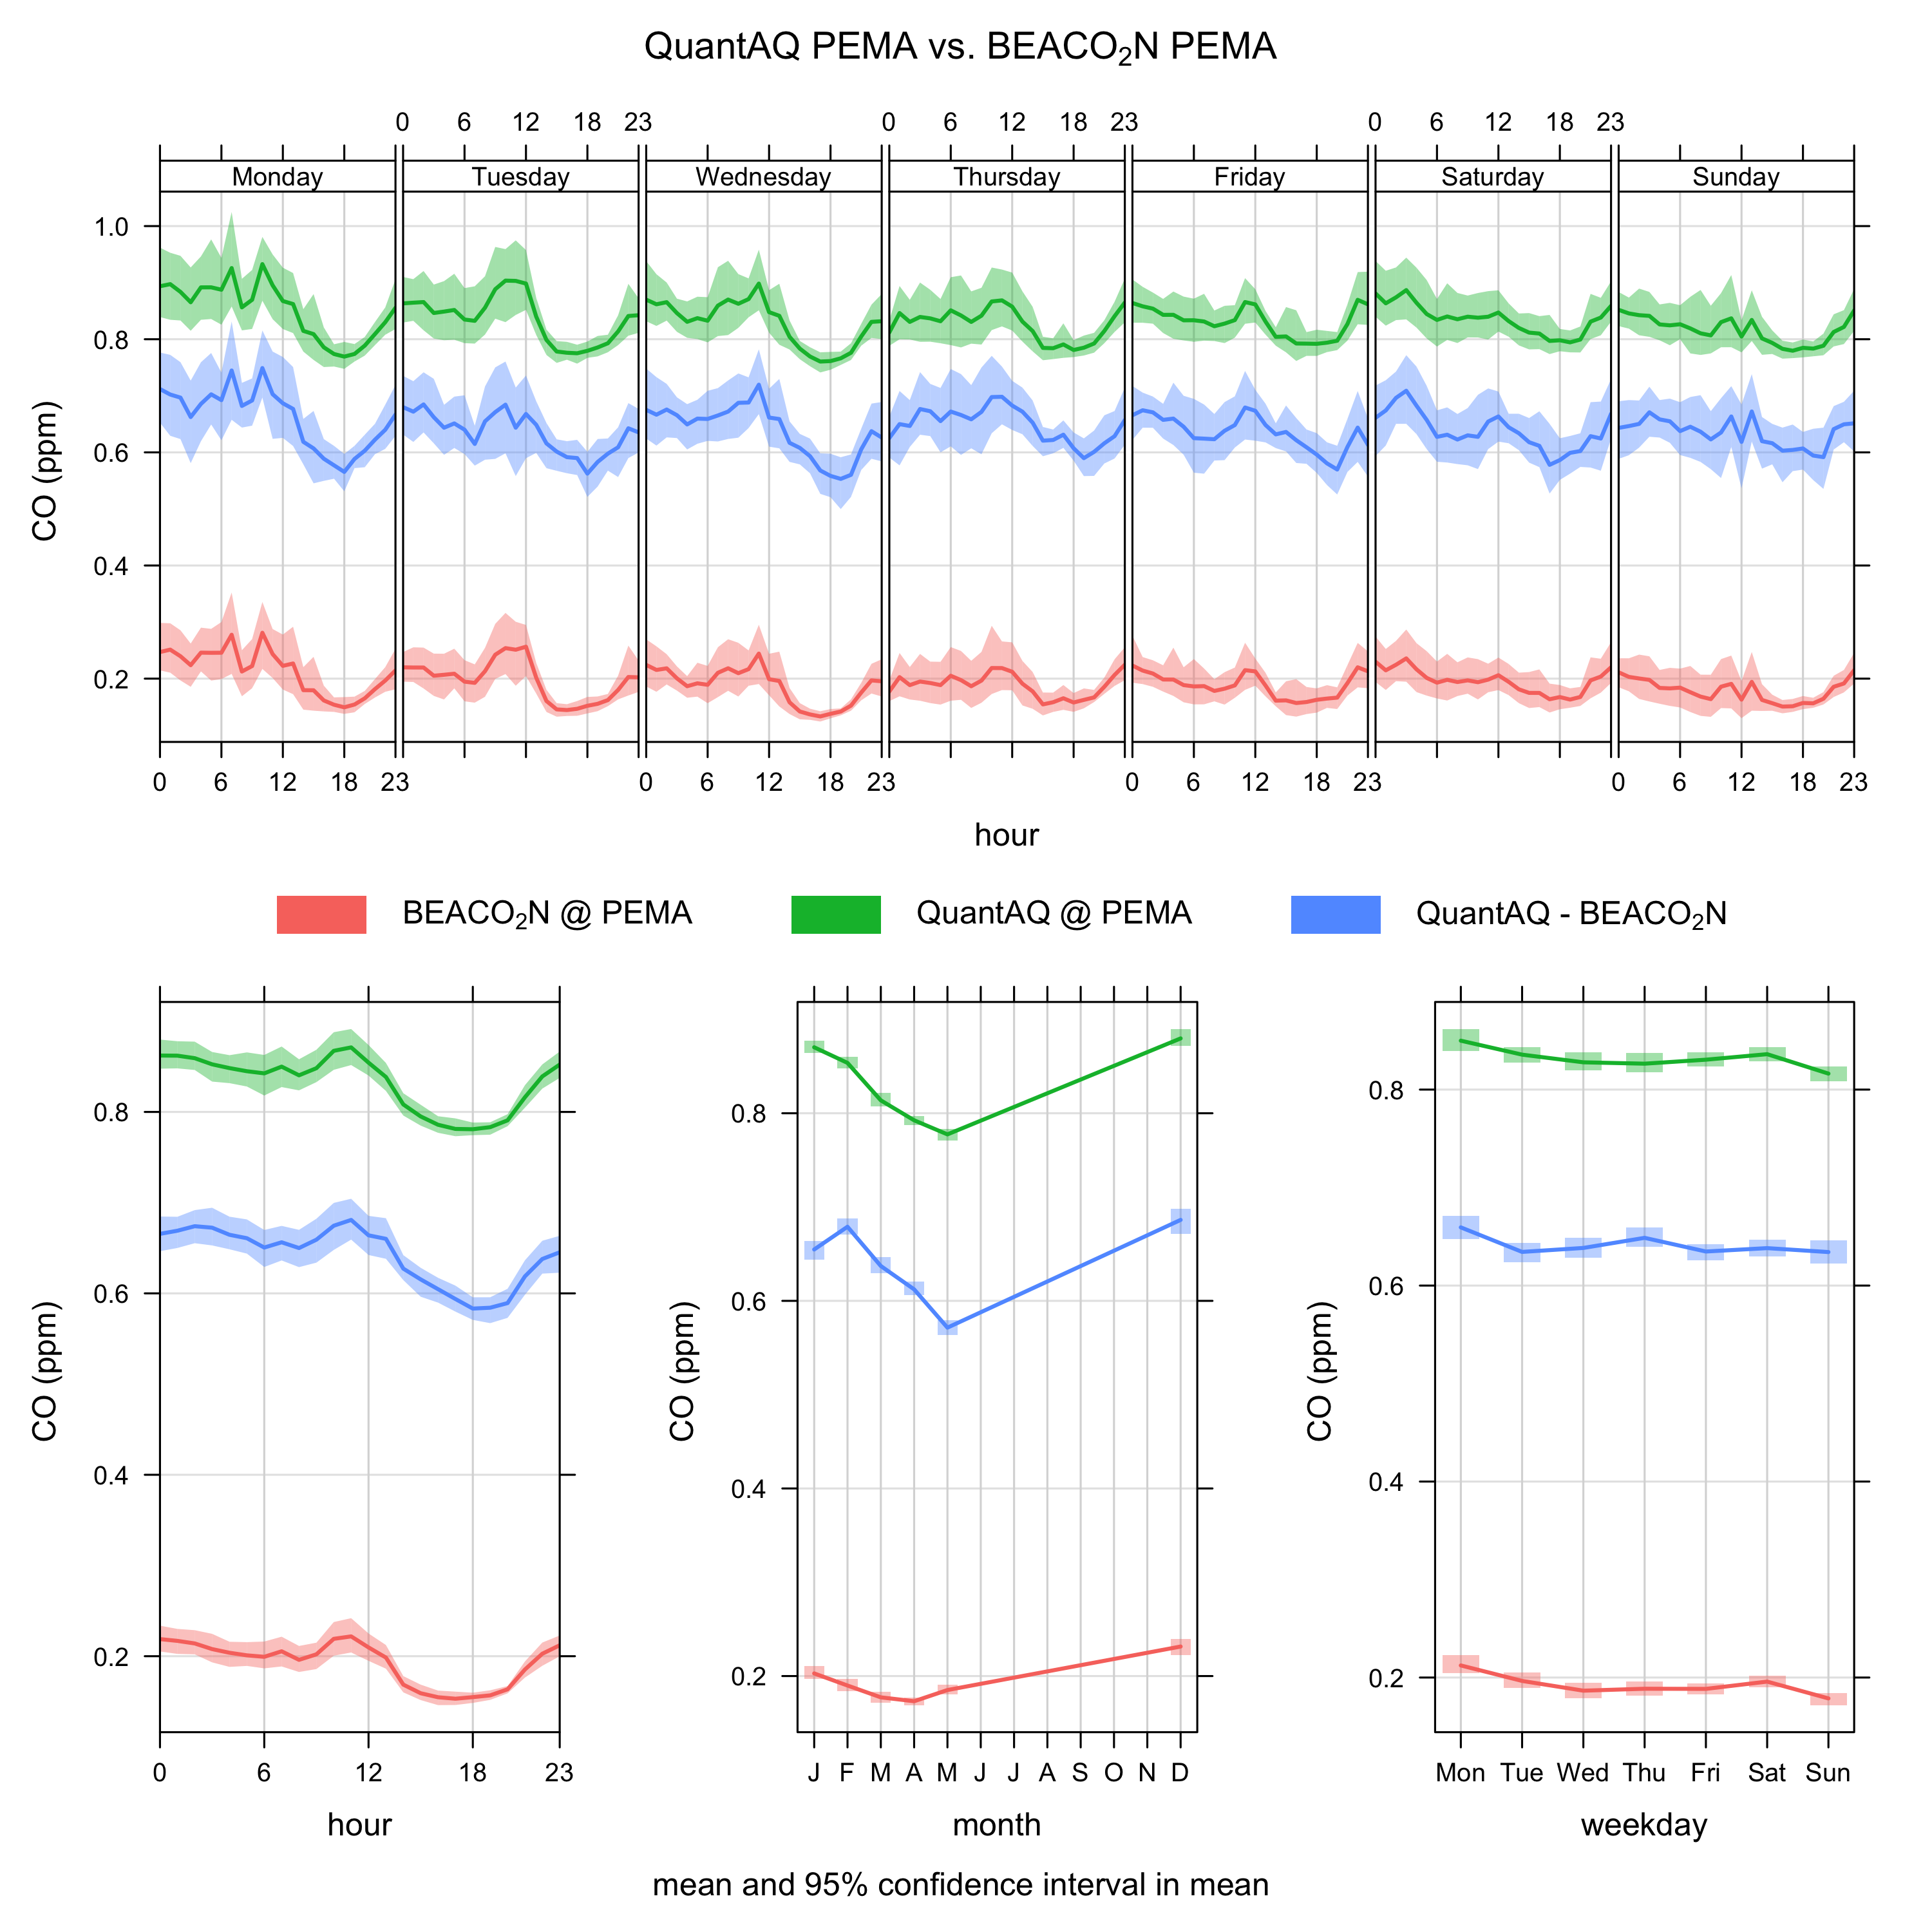 QuantAQ PEMA vs. BEACO₂N PEMA
0 6 12 18 23 0 6 12 18 23 0 6 12 18 23
Monday Tuesday Wednesday Thursday Friday Saturday Sunday
1.0
0.8
0.6
0.4
0.2
CO (ppm)
0 6 12 18 23 0 6 12 18 23 0 6 12 18 23 0 6 12 18 23
hour
BEACO₂N @ PEMA QuantAQ @ PEMA QuantAQ - BEACO₂N
0.8
0.6
0.4
0.2
CO (ppm)
0 6 12 18 23
hour
0.8
0.6
0.4
0.2
CO (ppm)
J F M A M J J A S O N D
month
0.8
0.6
0.4
0.2
CO (ppm)
Mon Tue Wed Thu Fri Sat Sun
weekday
mean and 95% confidence interval in mean